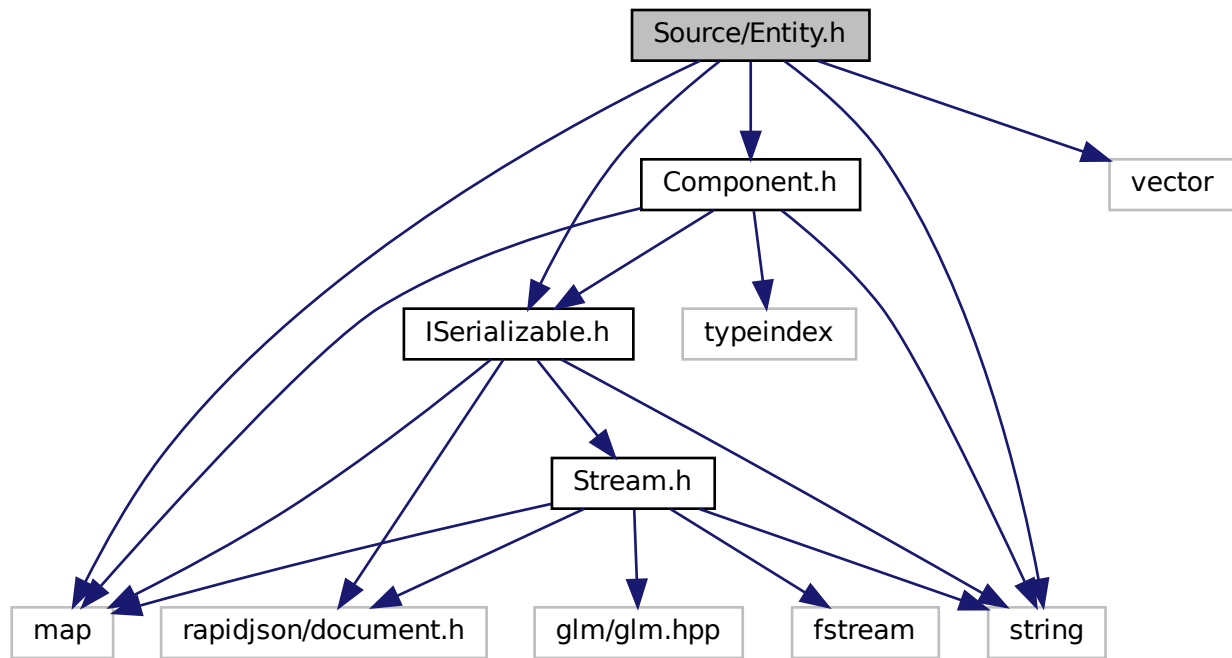 Source/Entity.h
Component.h
vector
ISerializable.h
typeindex
Stream.h
map
rapidjson/document.h
glm/glm.hpp
fstream
string